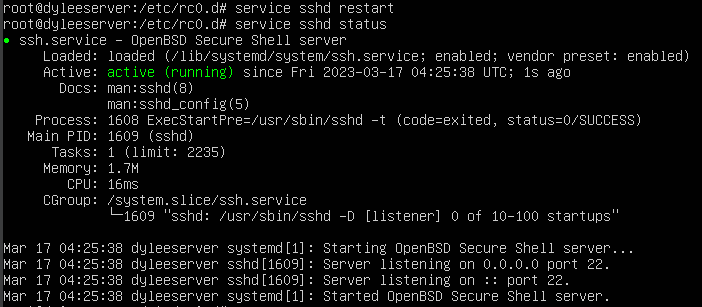 root@dyleeserver:/etc/rc0.d# service sshd restart
root@dyleeserver:/etc/rc0.d# service sshd status
● ssh.service - OpenBSD Secure Shell server
     Loaded: loaded (/lib/systemd/system/ssh.service; enabled; vendor preset: enabled)
     Active: active (running) since Fri 2023-03-17 04:25:38 UTC; 1s ago
       Docs: man:sshd(8)
             man:sshd_config(5)
    Process: 1608 ExecStartPre=/usr/sbin/sshd -t (code=exited, status=0/SUCCESS)
   Main PID: 1609 (sshd)
      Tasks: 1 (limit: 2235)
     Memory: 1.7M
        CPU: 16ms
     CGroup: /system.slice/ssh.service
             └─1609 "sshd: /usr/sbin/sshd -D [listener] 0 of 10-100 startups"

Mar 17 04:25:38 dyleeserver systemd[1]: Starting OpenBSD Secure Shell server...
Mar 17 04:25:38 dyleeserver sshd[1609]: Server listening on 0.0.0.0 port 22.
Mar 17 04:25:38 dyleeserver sshd[1609]: Server listening on :: port 22.
Mar 17 04:25:38 dyleeserver systemd[1]: Started OpenBSD Secure Shell server.